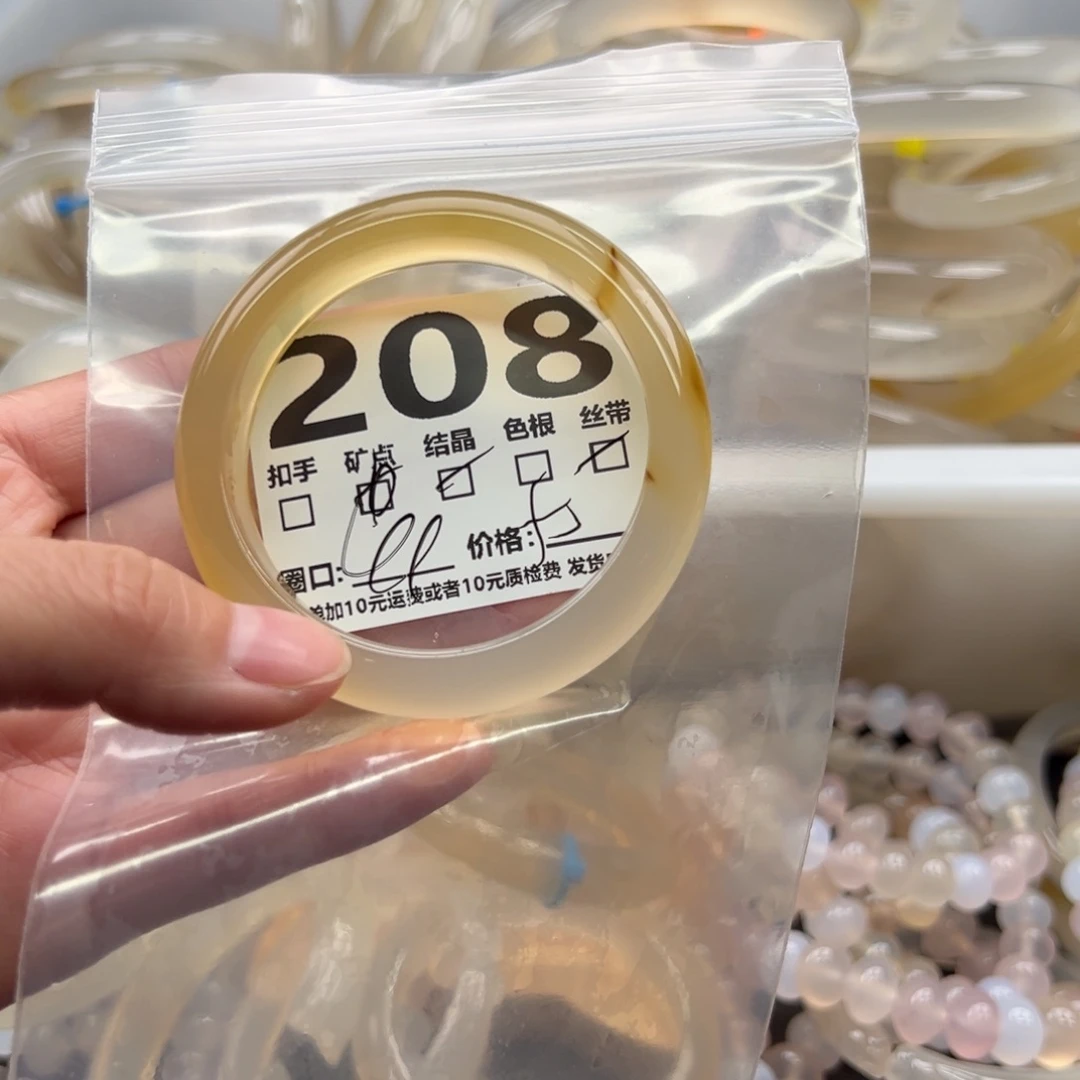 208
扣手 矿点 结晶 色根 丝带
圈口: 价格:
单加10元运费或者10元质检费 发货